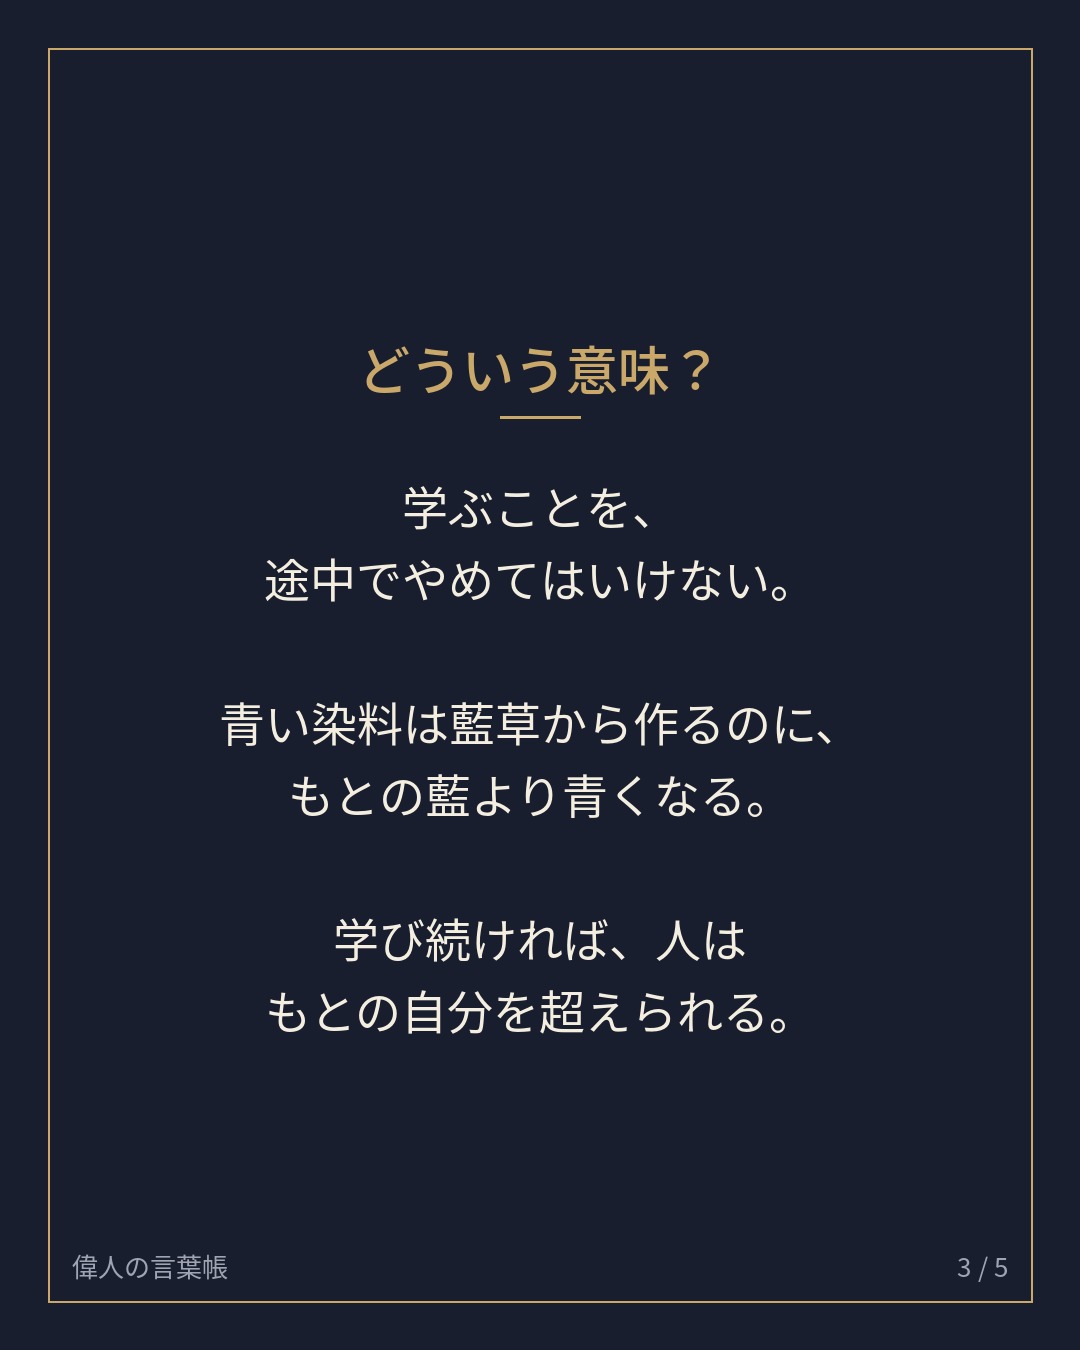 どういう意味？
学ぶことを、
途中でやめてはいけない。
青い染料は藍草から作るのに、
もとの藍より青くなる。
学び続ければ、人は
もとの自分を超えられる。
偉人の言葉帳
3 / 5